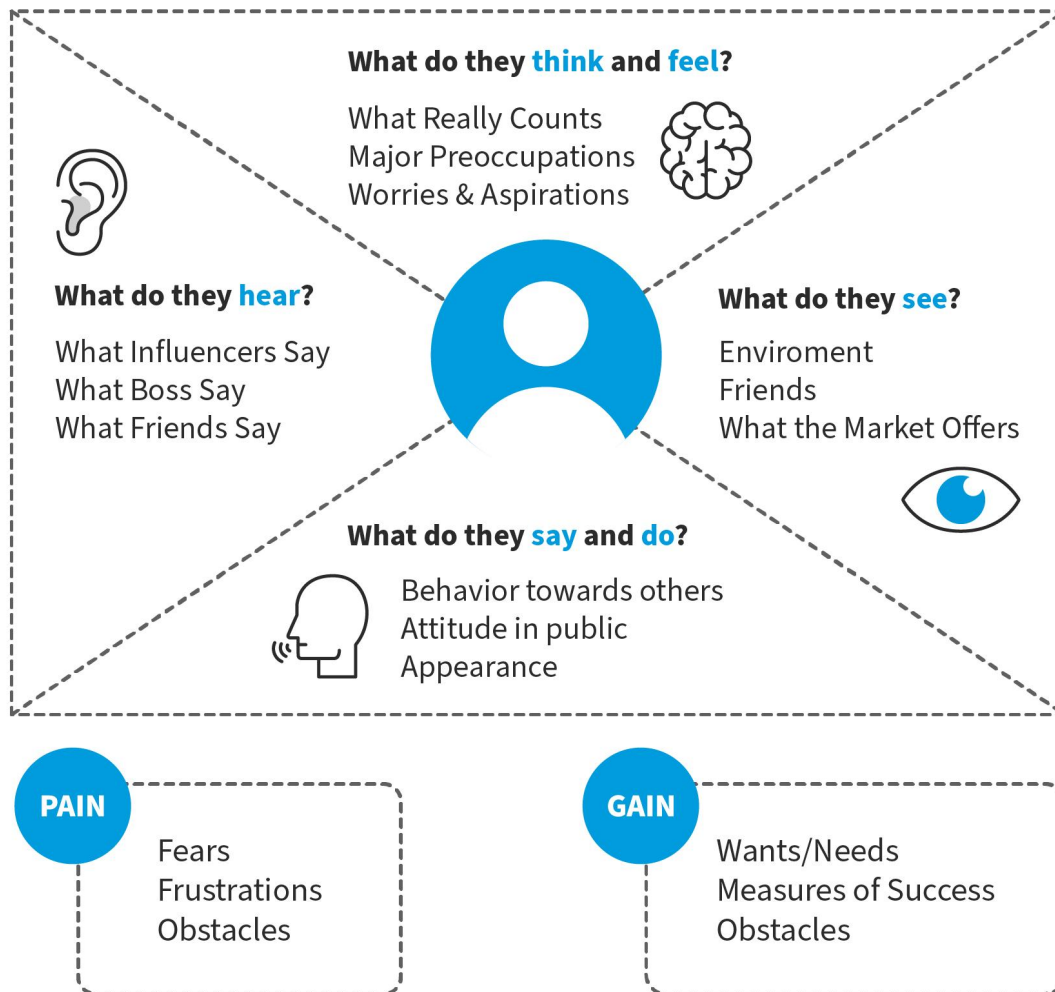 What do they think and feel?
What Really Counts
Major Preoccupations
Worries & Aspirations
What do they hear?
What Influencers Say
What Boss Say
What Friends Say
What do they see?
Enviroment
Friends
What the Market Offers
What do they say and do?
Behavior towards others
Attitude in public
Appearance
PAIN
Fears
Frustrations
Obstacles
GAIN
Wants/Needs
Measures of Success
Obstacles